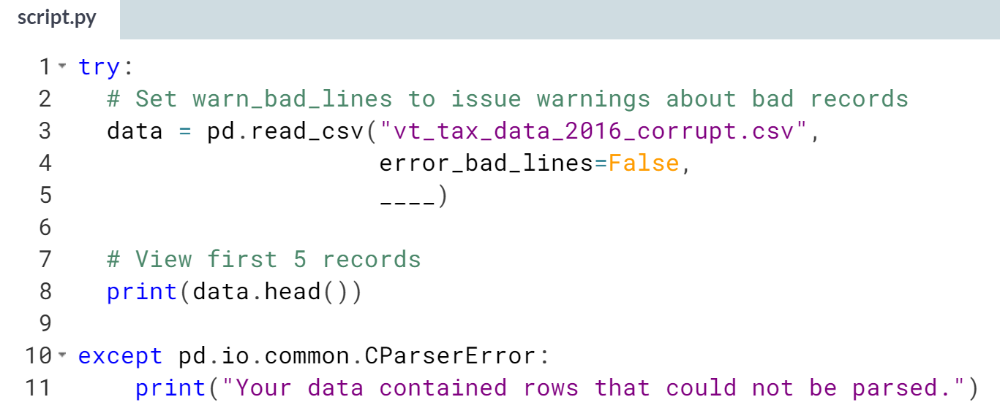 script.py
1 try:
2   # Set warn_bad_lines to issue warnings about bad records
3   data = pd.read_csv("vt_tax_data_2016_corrupt.csv",
4                      error_bad_lines=False,
5                      ____)
6
7   # View first 5 records
8   print(data.head())
9
10 except pd.io.common.CParserError:
11     print("Your data contained rows that could not be parsed.")